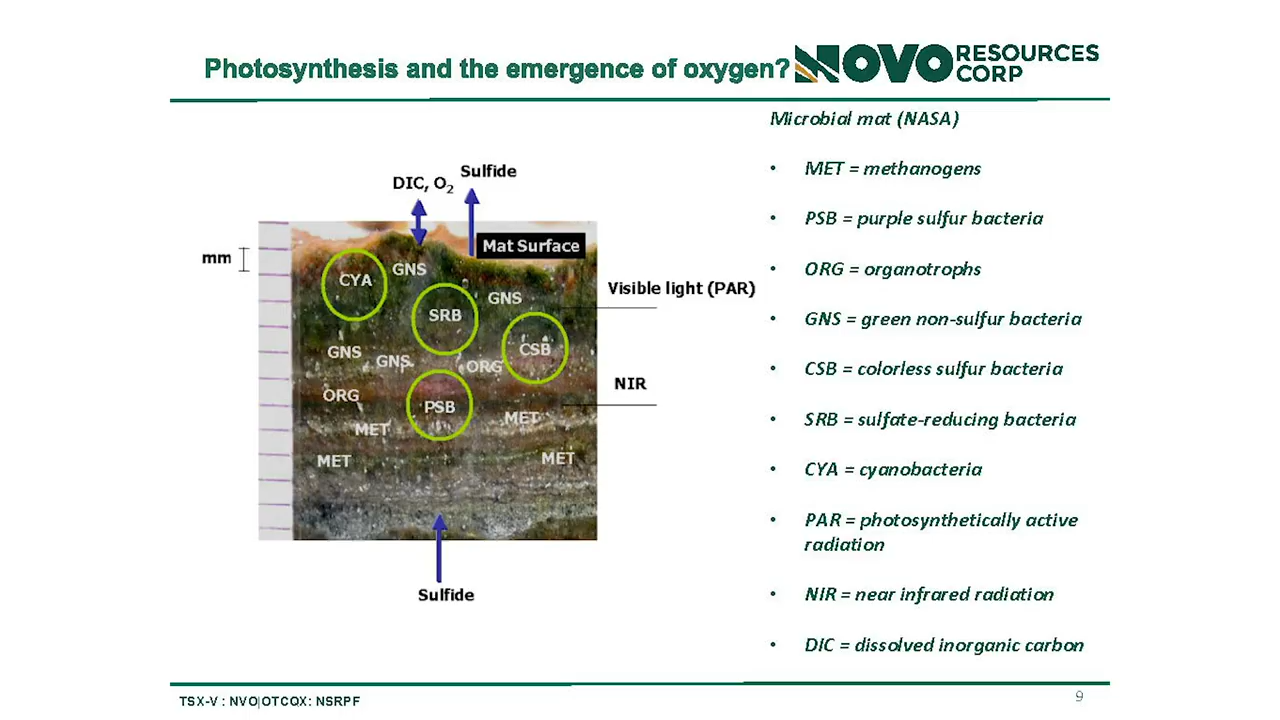 Photosynthesis and the emergence of oxygen?
NOVO RESOURCES CORP
Microbial mat (NASA)
• MET = methanogens
• PSB = purple sulfur bacteria
• ORG = organotrophs
• GNS = green non-sulfur bacteria
• CSB = colorless sulfur bacteria
• SRB = sulfate-reducing bacteria
• CYA = cyanobacteria
• PAR = photosynthetically active
radiation
• NIR = near infrared radiation
• DIC = dissolved inorganic carbon
Sulfide
DIC, O2
Mat Surface
mm
GNS
CYA
Visible light (PAR)
GNS
SRB
CSB
GNS
GNS
ORG
NIR
ORG
PSB
MET
MET
MET
MET
Sulfide
TSX-V : NVO|OTCQX: NSRPF
9